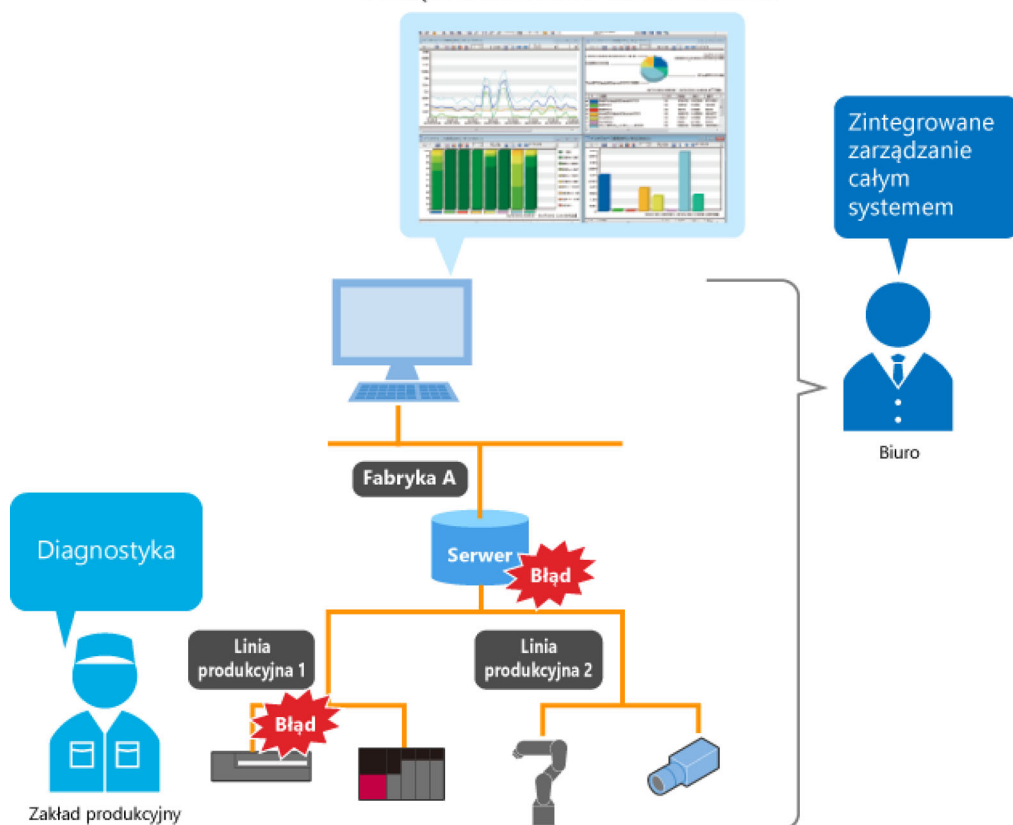 Zintegrowane
zarządzanie
całym
systemem
Biuro
Fabryka A
Serwer
Błąd
Diagnostyka
Linia
produkcyjna 1
Linia
produkcyjna 2
Błąd
Zakład produkcyjny